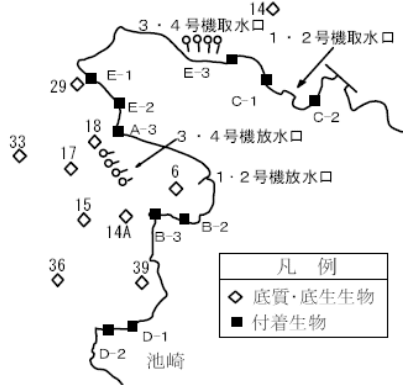 14
3・4号機取水口
1・2号機取水口
E-3
E-1
C-1
29
E-2
C-2
18
A-3
3・4号機放水口
33
17
6
1・2号機放水口
15
14A
B-3
B-2
36
39
凡 例
底質・底生生物
付着生物
D-1
D-2
池崎